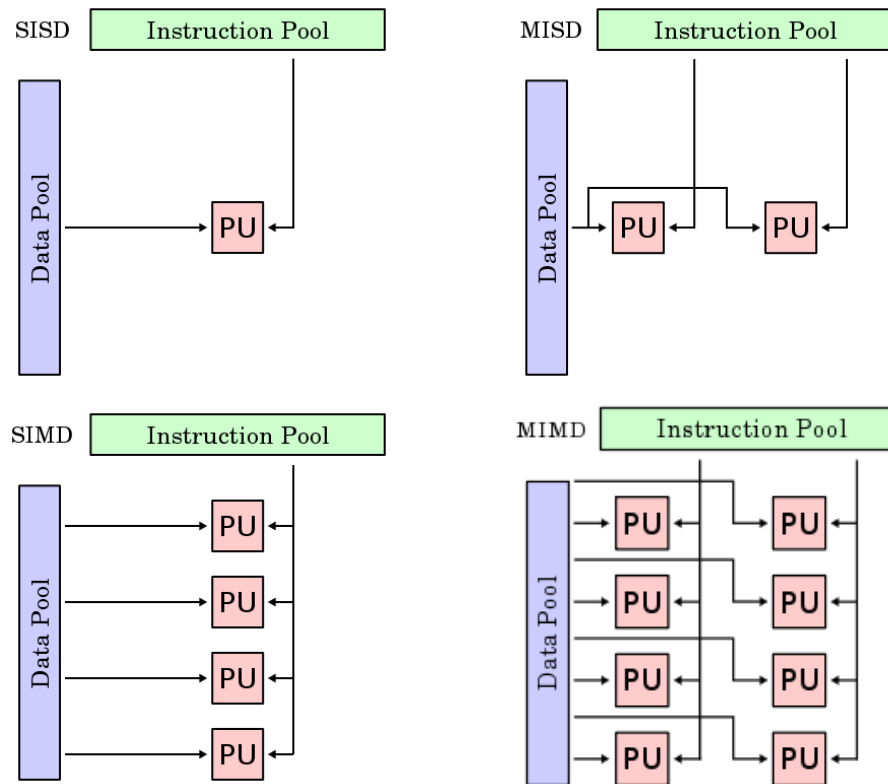 SISD
Instruction Pool
Data Pool
PU
MISD
Instruction Pool
Data Pool
PU
PU
SIMD
Instruction Pool
Data Pool
PU
PU
PU
PU
MIMD
Instruction Pool
Data Pool
PU
PU
PU
PU
PU
PU
PU
PU